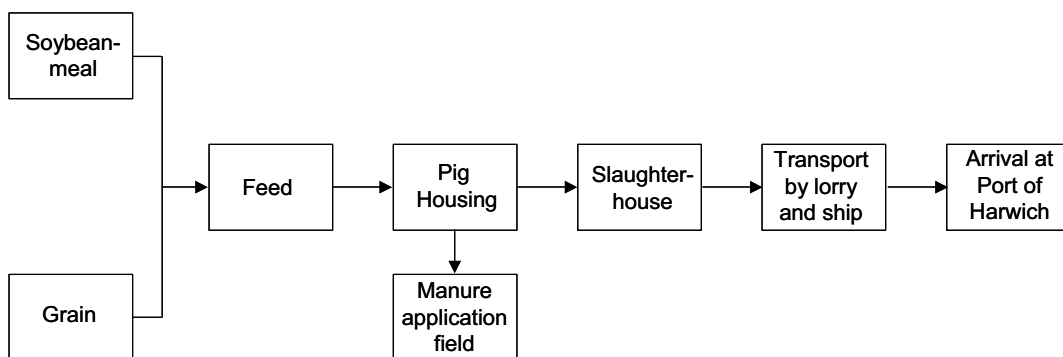 Soybean-
meal
Feed
Pig
Housing
Slaughter-
house
Transport
by lorry
and ship
Arrival at
Port of
Harwich
Grain
Manure
application
field